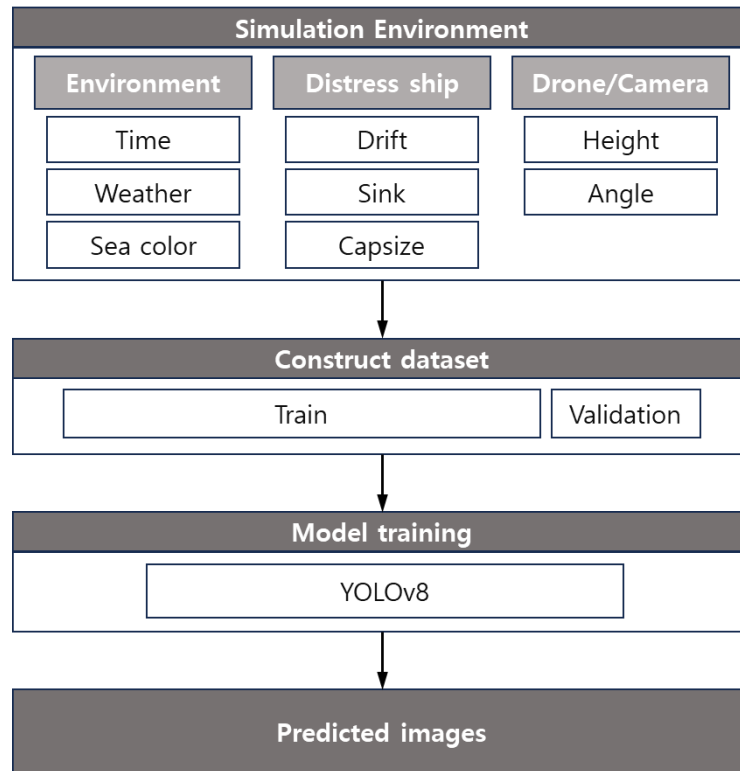 Simulation Environment
Environment Distress ship Drone/Camera
Time Drift Height
Weather Sink Angle
Sea color Capsize
Construct dataset
Train Validation
Model training
YOLOv8
Predicted images